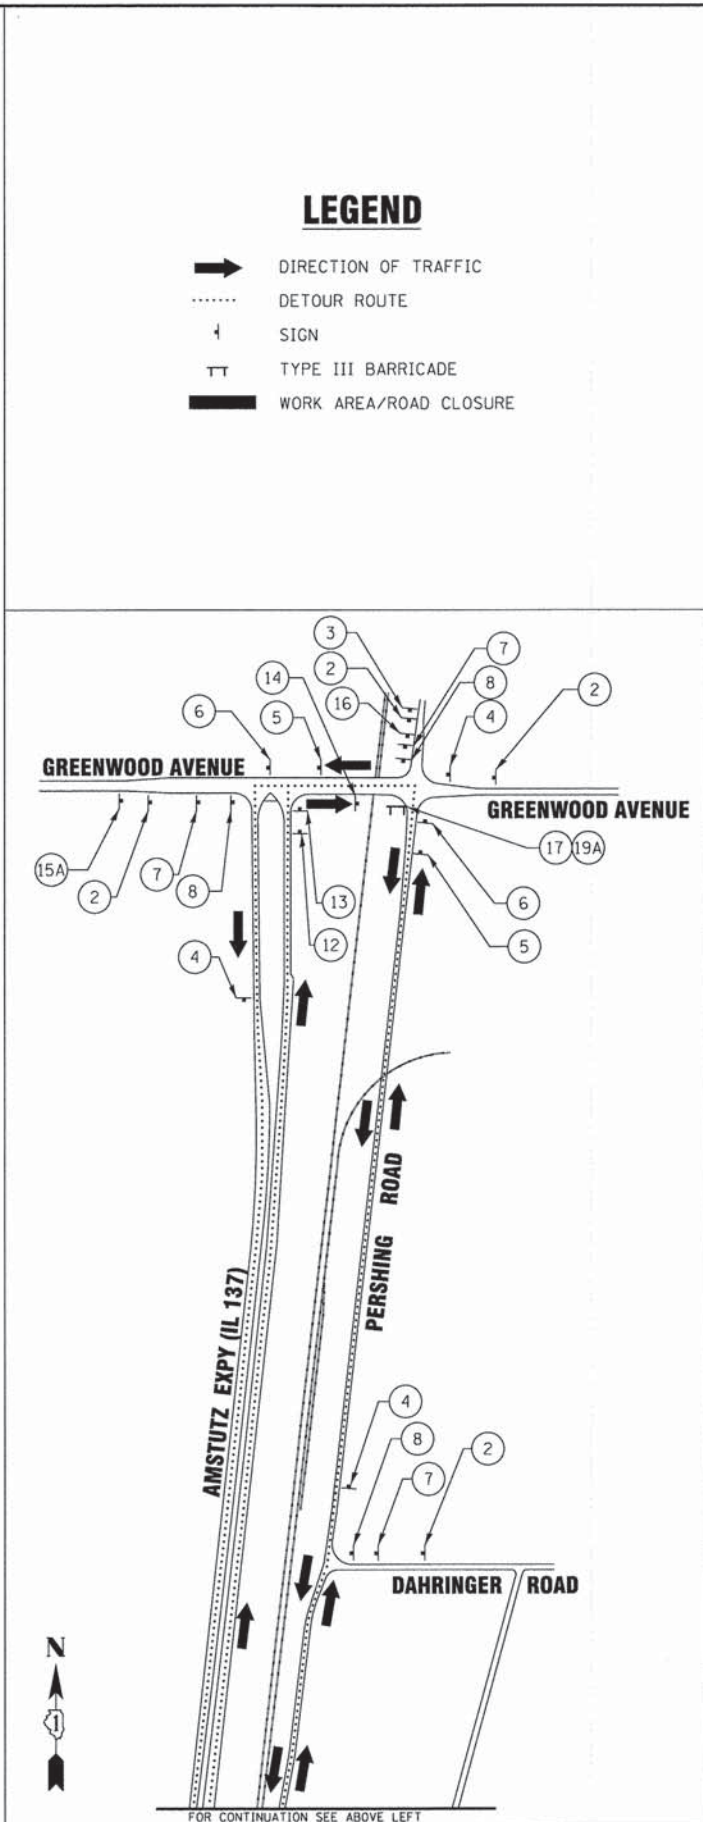 LEGEND
DIRECTION OF TRAFFIC
DETOUR ROUTE
SIGN
TYPE III BARRICADE
WORK AREA/ROAD CLOSURE
3
7
14
2
8
2
6
5
16
4
GREENWOOD AVENUE
GREENWOOD AVENUE
15A
2
7
8
17
19A
13
6
12
5
4
PERSHING ROAD
AMSTUTZ EXPY (IL 137)
4
8
2
7
DAHRINGER ROAD
N
1
FOR CONTINUATION SEE ABOVE LEFT